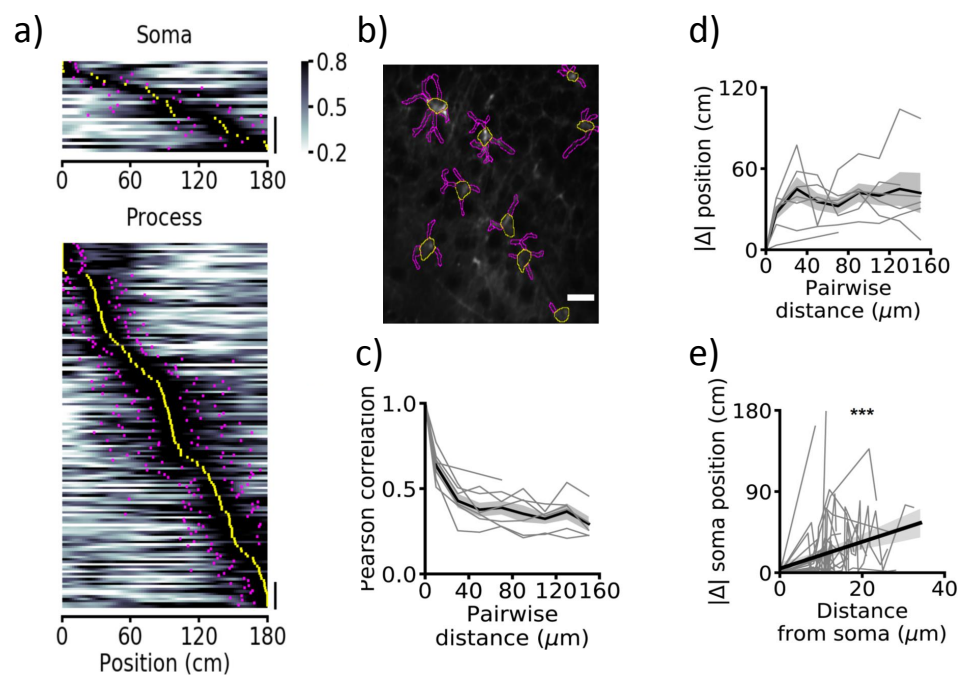 a)
Soma
0.8
0.5
0.2
0 60 120 180
Process
0 60 120 180
Position (cm)
b)
c)
Pearson correlation
1.0
0.5
0.0
0 40 80 120 160
Pairwise
distance (μm)
d)
|Δ| position (cm)
120
60
0
0 40 80 120 160
Pairwise
distance (μm)
e)
|Δ| soma position (cm)
180
90
0
***
0 20 40
Distance
from soma (μm)